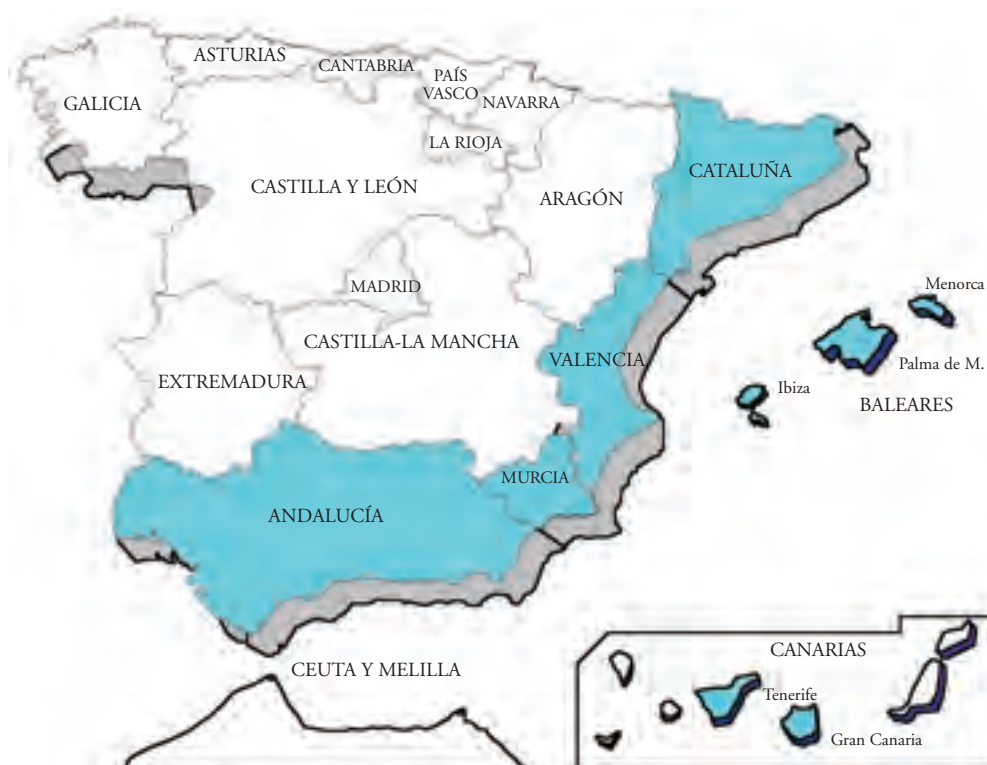 ASTURIAS
CANTABRIA
PAÍS
VASCO
NAVARRA
GALICIA
LA RIOJA
CASTILLA Y LEÓN
CATALUÑA
ARAGÓN
MADRID
Menorca
CASTILLA-LA MANCHA
VALENCIA
Palma de M.
EXTREMADURA
Ibiza
BALEARES
MURCIA
ANDALUCÍA
CEUTA Y MELILLA
CANARIAS
Tenerife
Gran Canaria